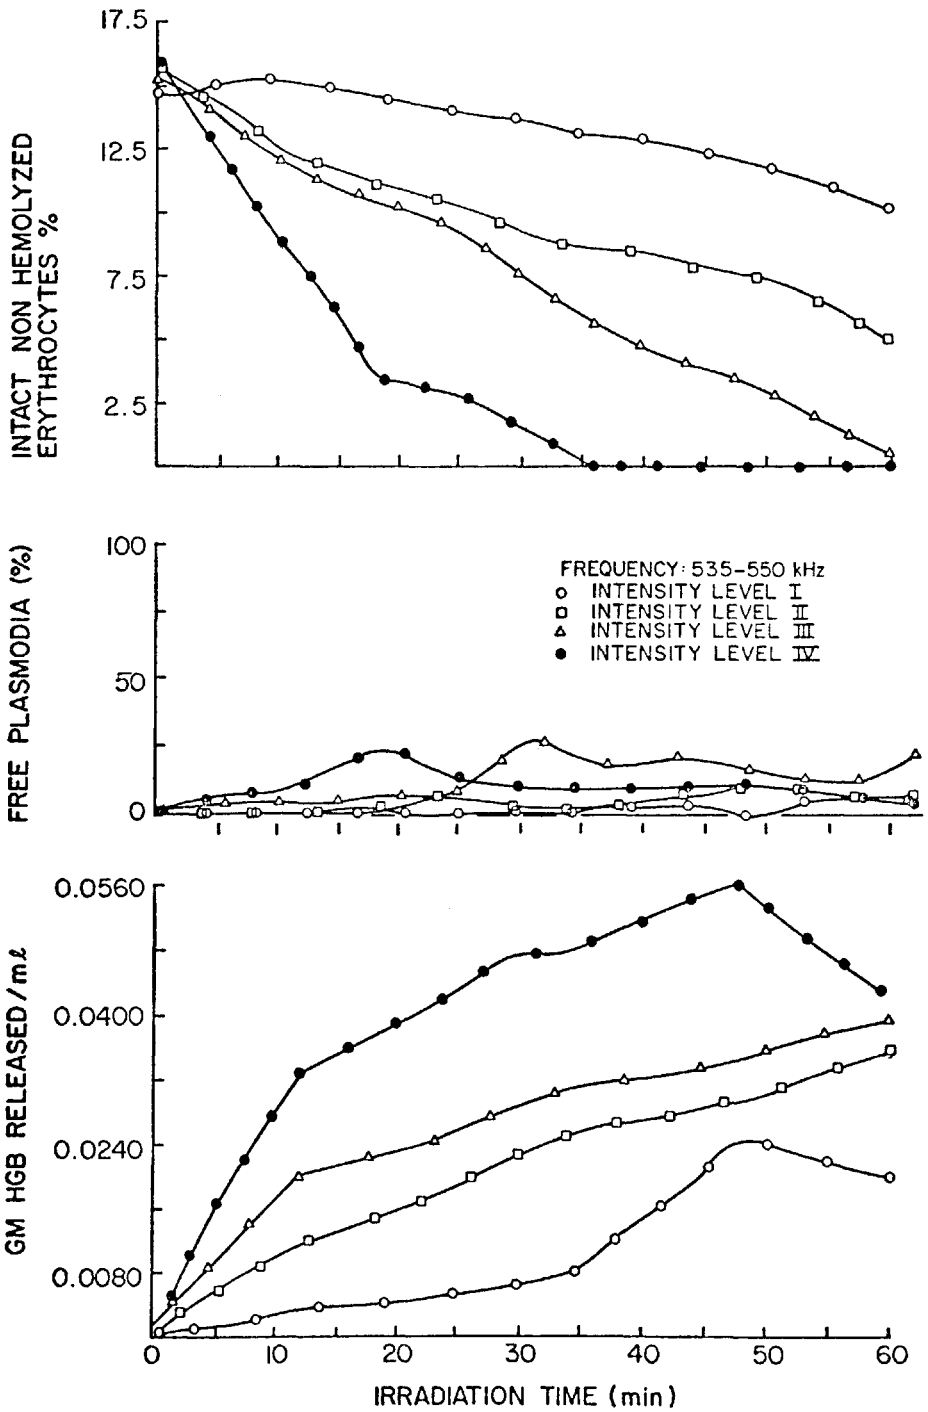 17.5
12.5
7.5
2.5
INTACT NON HEMOLYZED
ERYTHROCYTES %
100
50
0
FREE PLASMODIA (%)
FREQUENCY: 535-550 kHz
INTENSITY LEVEL I
INTENSITY LEVEL II
INTENSITY LEVEL III
INTENSITY LEVEL IV
0.0560
0.0400
0.0240
0.0080
GM HGB RELEASED/mℓ
0 10 20 30 40 50 60
IRRADIATION TIME (min)